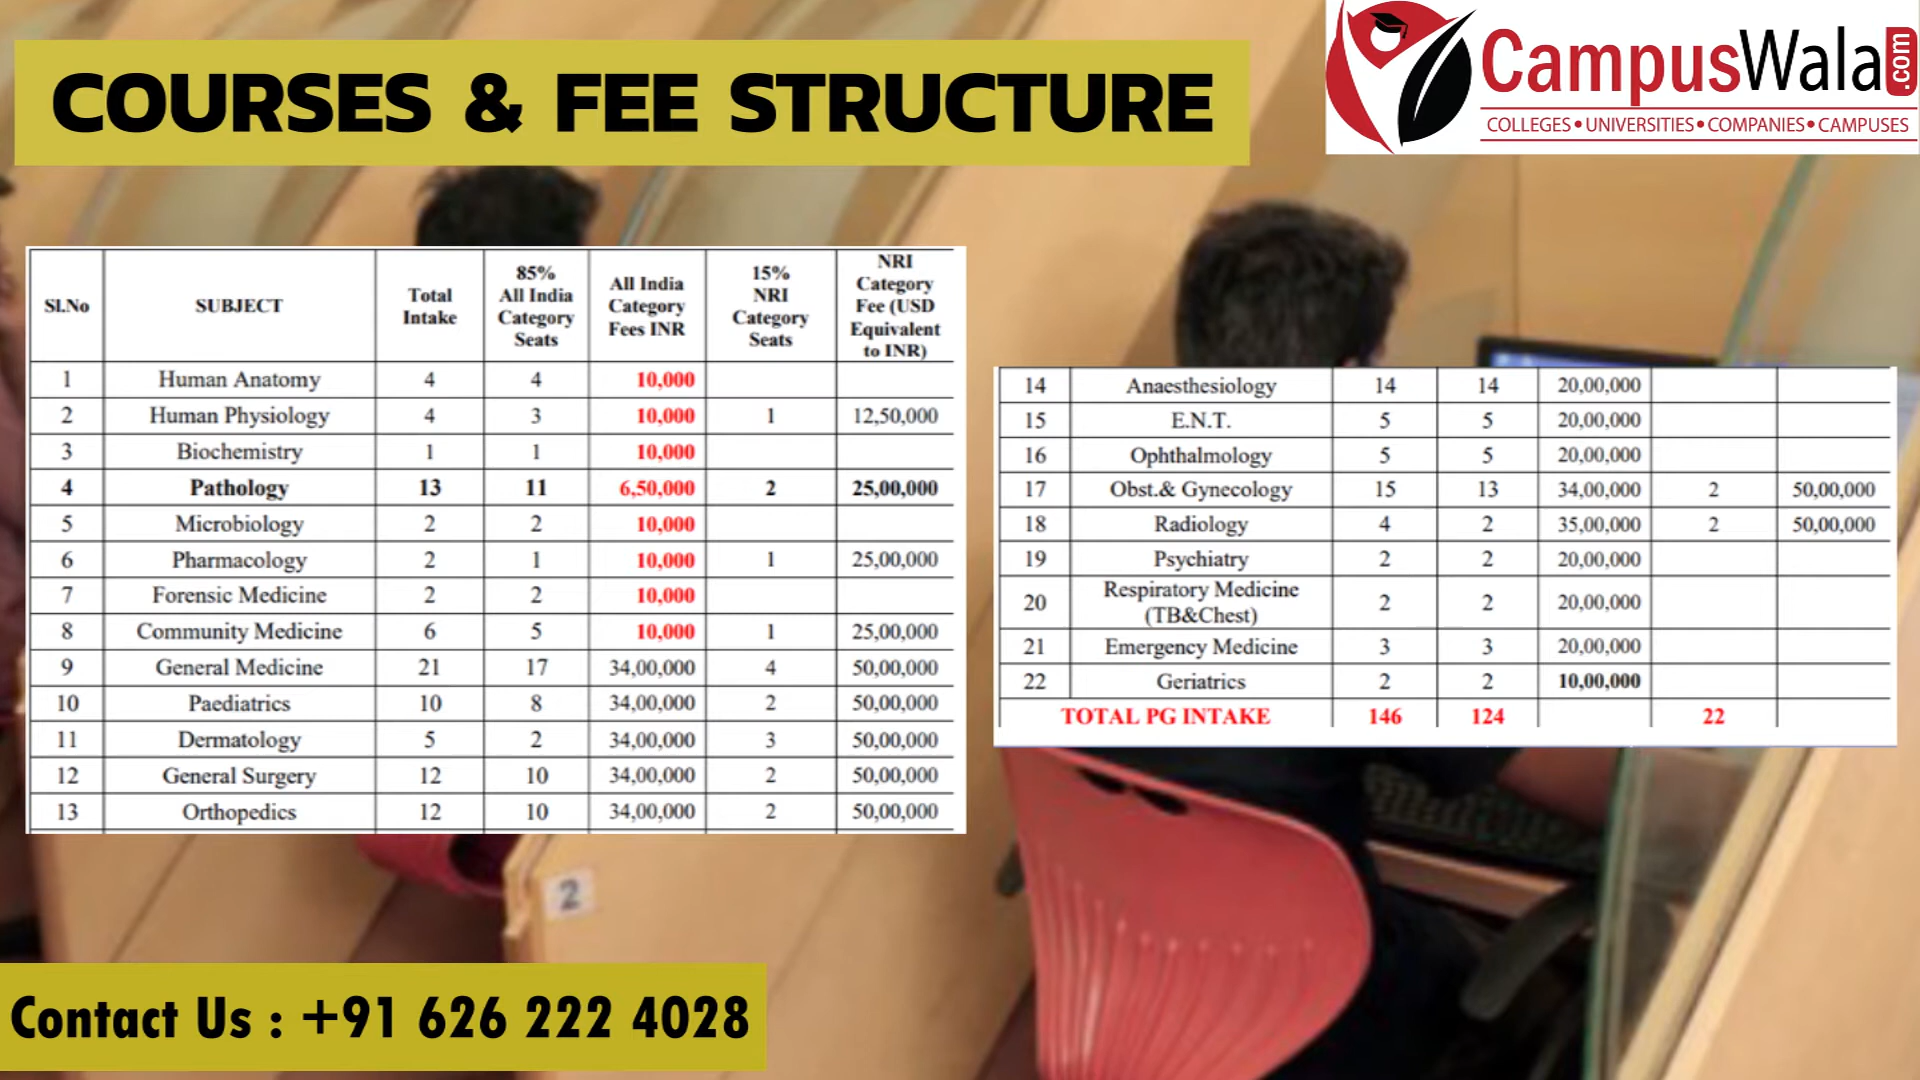 COURSES & FEE STRUCTURE
CampusWala.com
COLLEGES • UNIVERSITIES • COMPANIES • CAMPUSES
Sl.No SUBJECT Total Intake 85% All India Category Seats All India Category Fees INR 15% NRI Category Seats NRI Category Fee (USD Equivalent to INR)
1 Human Anatomy 4 4 10,000
2 Human Physiology 4 3 10,000 1 12,50,000
3 Biochemistry 1 1 10,000
4 Pathology 13 11 6,50,000 2 25,00,000
5 Microbiology 2 2 10,000
6 Pharmacology 2 1 10,000 1 25,00,000
7 Forensic Medicine 2 2 10,000
8 Community Medicine 6 5 10,000 1 25,00,000
9 General Medicine 21 17 34,00,000 4 50,00,000
10 Paediatrics 10 8 34,00,000 2 50,00,000
11 Dermatology 5 2 34,00,000 3 50,00,000
12 General Surgery 12 10 34,00,000 2 50,00,000
13 Orthopedics 12 10 34,00,000 2 50,00,000
14 Anaesthesiology 14 14 20,00,000
15 E.N.T. 5 5 20,00,000
16 Ophthalmology 5 5 20,00,000
17 Obst.& Gynecology 15 13 34,00,000 2 50,00,000
18 Radiology 4 2 35,00,000 2 50,00,000
19 Psychiatry 2 2 20,00,000
20 Respiratory Medicine (TB&Chest) 2 2 20,00,000
21 Emergency Medicine 3 3 20,00,000
22 Geriatrics 2 2 10,00,000
TOTAL PG INTAKE 146 124 22
2
Contact Us : +91 626 222 4028